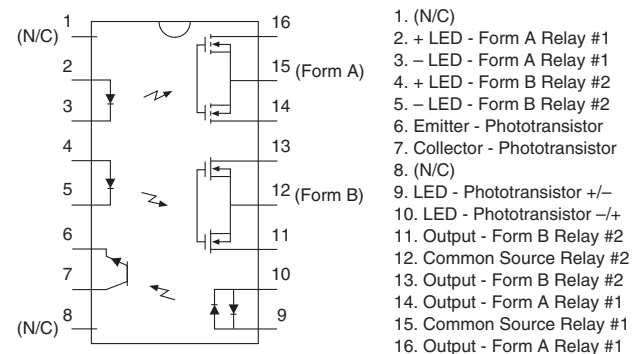 1
(N/C)
2
3
4
5
6
7
8
(N/C)
16
15 (Form A)
14
13
12 (Form B)
11
10
9
1. (N/C)
2. + LED - Form A Relay #1
3. – LED - Form A Relay #1
4. + LED - Form B Relay #2
5. – LED - Form B Relay #2
6. Emitter - Phototransistor
7. Collector - Phototransistor
8. (N/C)
9. LED - Phototransistor +/–
10. LED - Phototransistor –/+
11. Output - Form B Relay #2
12. Common Source Relay #2
13. Output - Form B Relay #2
14. Output - Form A Relay #1
15. Common Source Relay #1
16. Output - Form A Relay #1